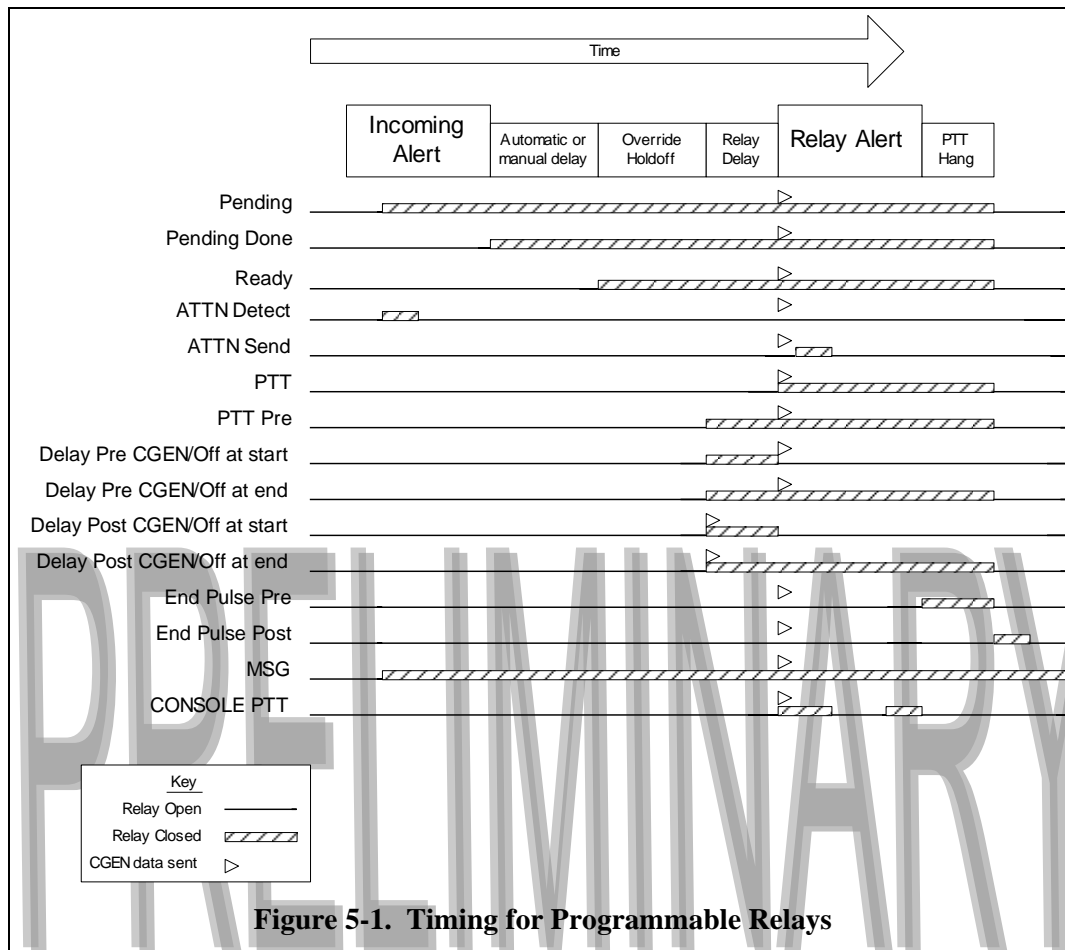 Time
Incoming
Alert
Automatic or
manual delay
Override
Holdoff
Relay
Delay
Relay Alert
PTT
Hang
Pending
Pending Done
Ready
ATTN Detect
ATTN Send
PTT
PTT Pre
Delay Pre CGEN/Off at start
Delay Pre CGEN/Off at end
Delay Post CGEN/Off at start
Delay Post CGEN/Off at end
End Pulse Pre
End Pulse Post
MSG
CONSOLE PTT
Key
Relay Open
Relay Closed
CGEN data sent
PRELIMINARY
Figure 5-1. Timing for Programmable Relays